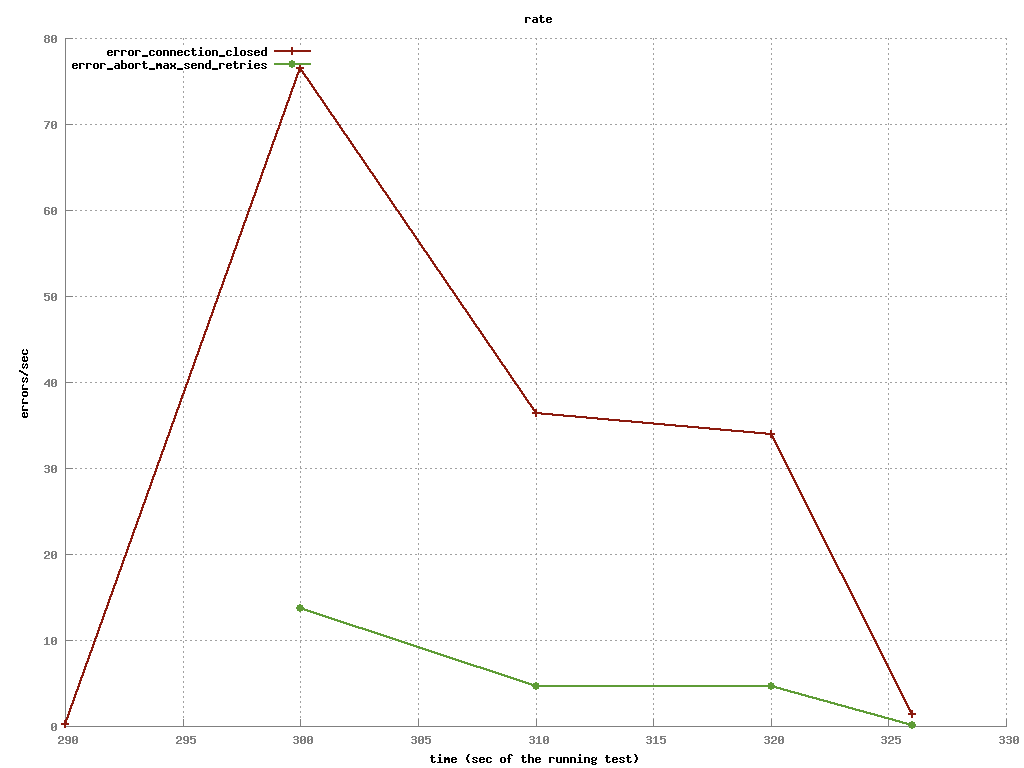 rate
error_connection_closed
error_abort_max_send_retries
80
70
60
50
40
30
20
10
0
errors/sec
290 295 300 305 310 315 320 325 330
time (sec of the running test)